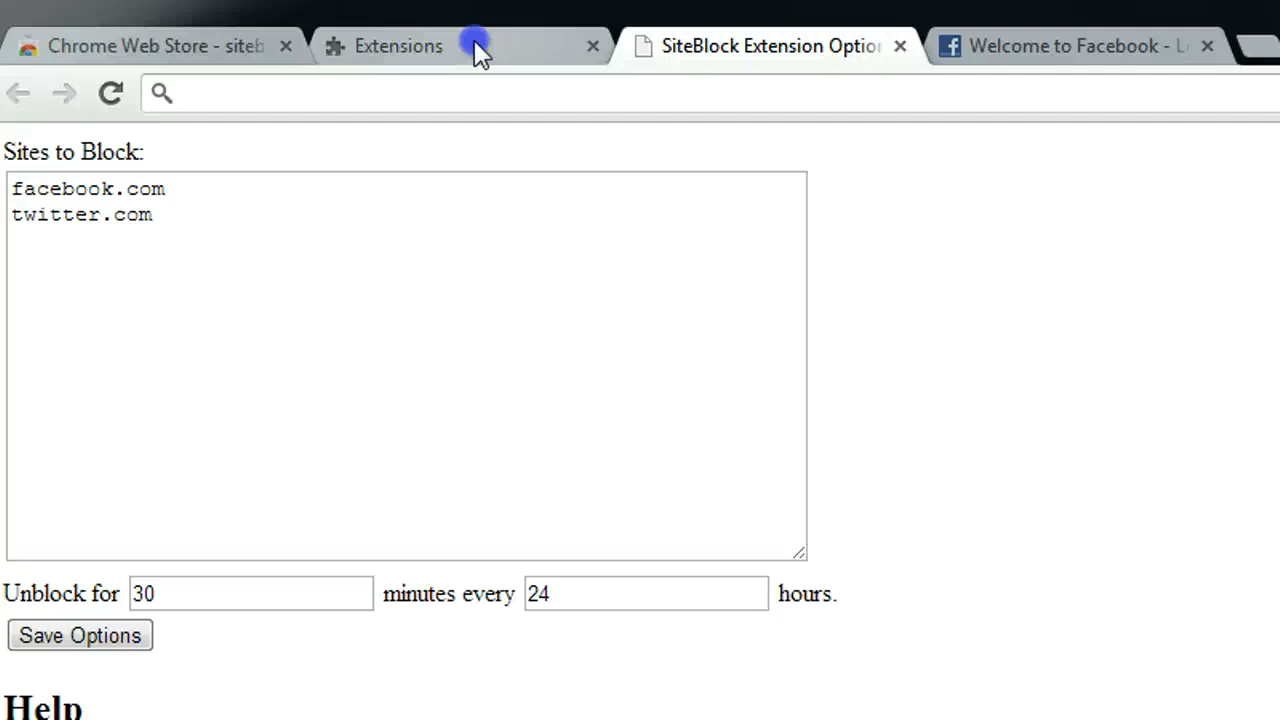 Chrome Web Store - siteb
Extensions
SiteBlock Extension Option
Welcome to Facebook - L
Sites to Block:
facebook.com
twitter.com
Unblock for 30 minutes every 24 hours.
Save Options
Help